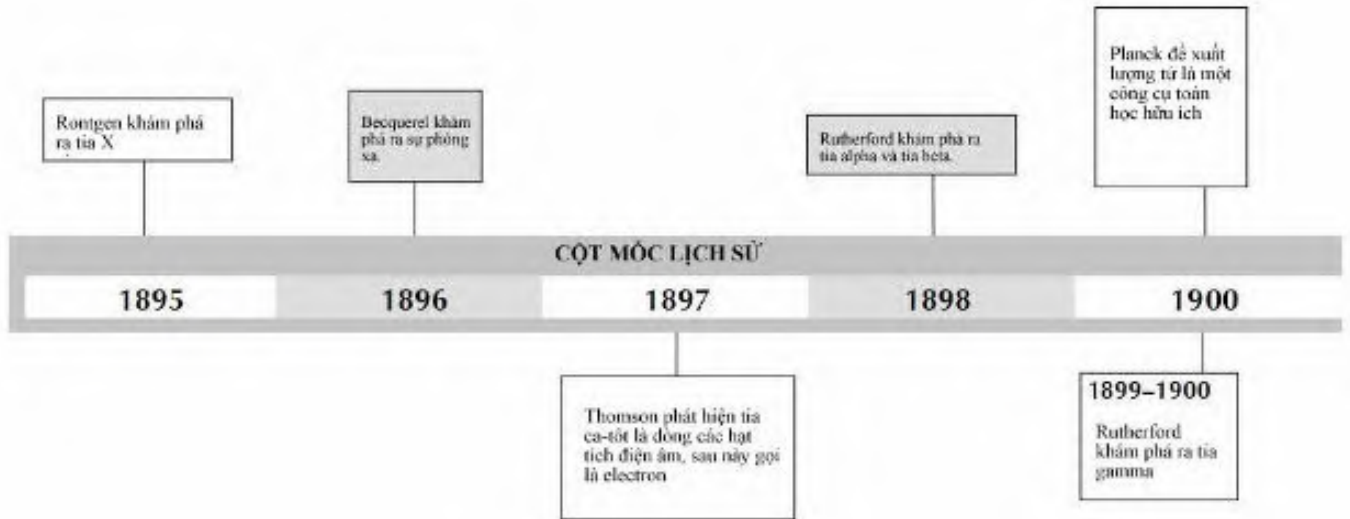 Rontgen khám phá
ra tia X
Becquerel khám
phá ra sự phóng
xạ.
Rutherford khám phá ra
tia alpha và tia beta.
Planck đề xuất
lượng tử là một
công cụ toán
học hữu ích
CỘT MỐC LỊCH SỬ
1895
1896
1897
1898
1900
Thomson phát hiện tia
ca-tôt là dòng các hạt
tích điện âm, sau này gọi
là electron
1899–1900
Rutherford
khám phá ra tia
gamma